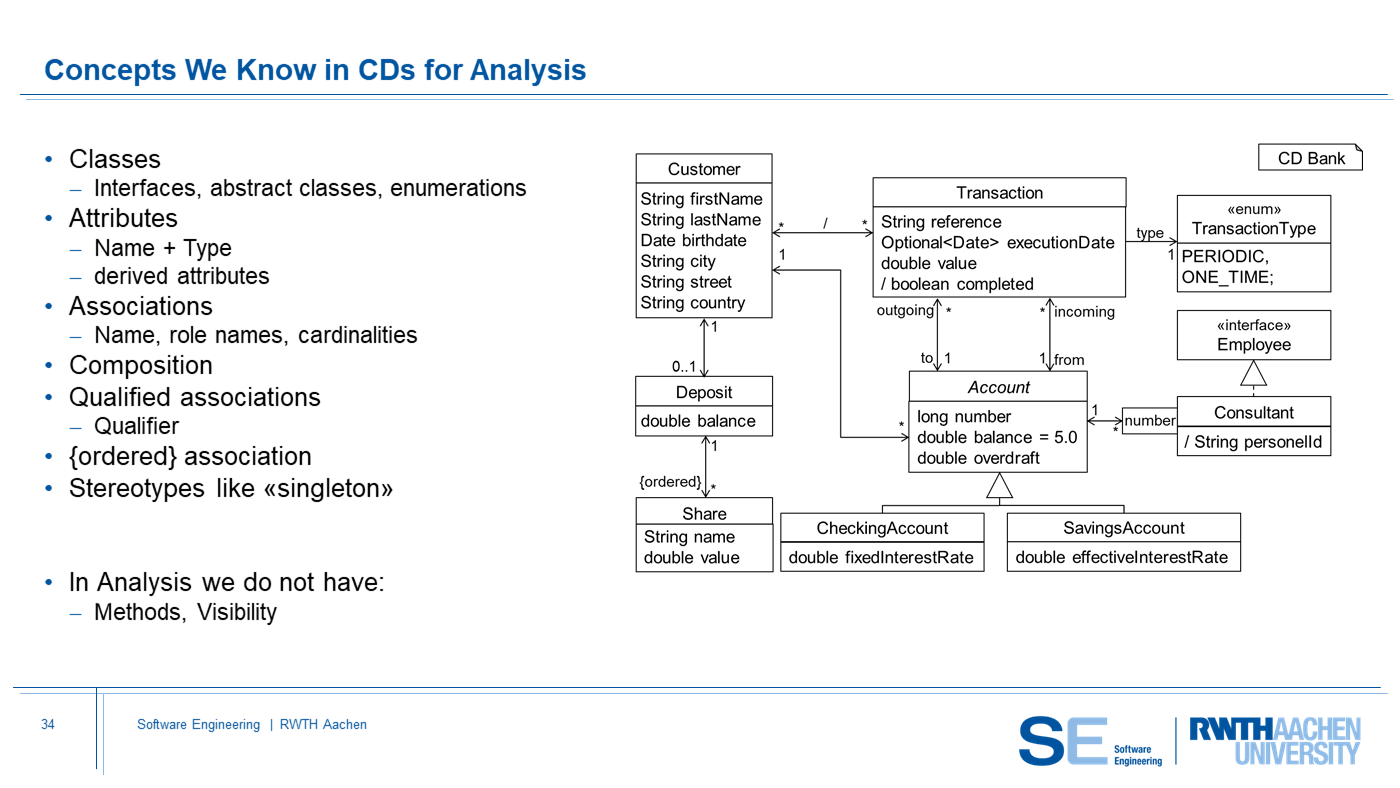 Concepts We Know in CDs for Analysis
• Classes
– Interfaces, abstract classes, enumerations
• Attributes
– Name + Type
– derived attributes
• Associations
– Name, role names, cardinalities
• Composition
• Qualified associations
– Qualifier
• {ordered} association
• Stereotypes like «singleton»
• In Analysis we do not have:
– Methods, Visibility
CD Bank
Customer
String firstName
String lastName
Date birthdate
String city
String street
String country
* / *
1
*
Transaction
String reference
Optional<Date> executionDate
double value
/ boolean completed
type
1
«enum»
TransactionType
PERIODIC,
ONE_TIME;
outgoing *
* incoming
to 1
1 from
«interface»
Employee
1
0..1
Deposit
double balance
1
{ordered} *
Share
String name
double value
Account
long number
double balance = 5.0
double overdraft
1
*
number
Consultant
/ String personelId
CheckingAccount
double fixedInterestRate
SavingsAccount
double effectiveInterestRate
34
Software Engineering | RWTH Aachen
SE Software
Engineering
RWTHAACHEN
UNIVERSITY